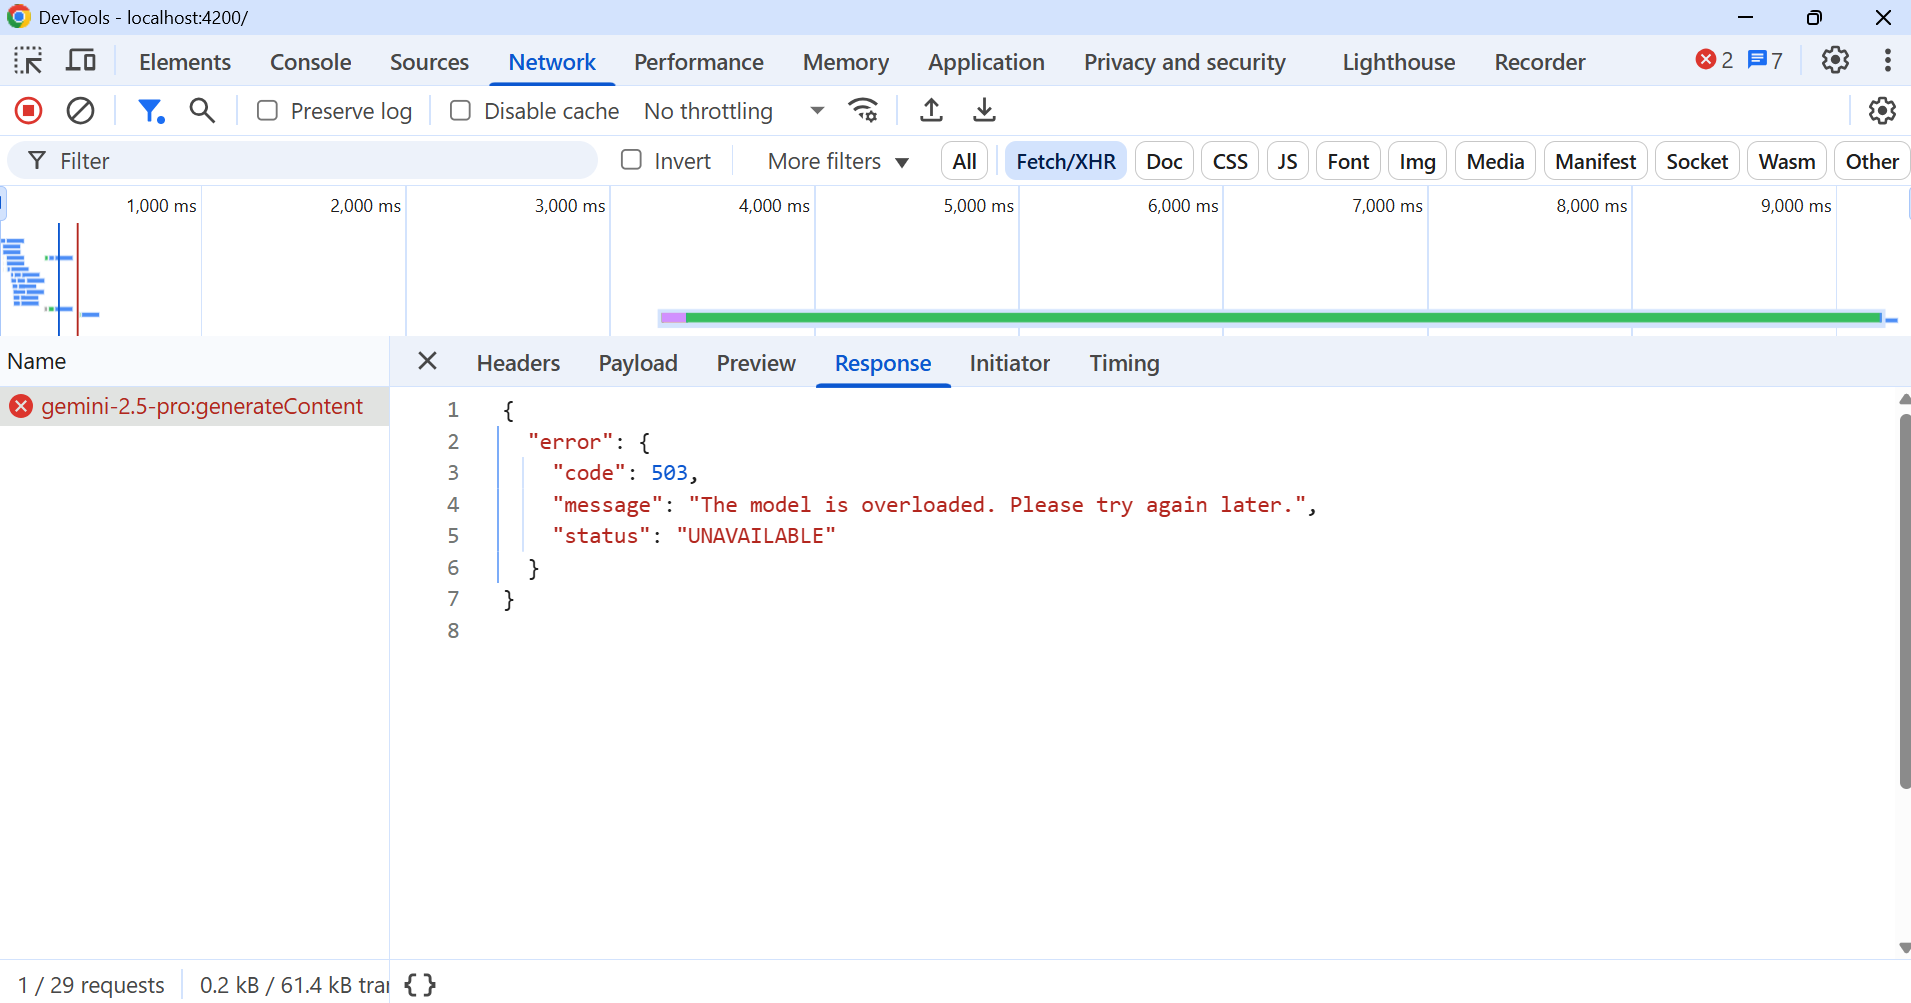 DevTools - localhost:4200/
Elements Console Sources Network Performance Memory Application Privacy and security Lighthouse Recorder 2 7
Preserve log Disable cache No throttling
Filter Invert More filters All Fetch/XHR Doc CSS JS Font Img Media Manifest Socket Wasm Other
1,000 ms 2,000 ms 3,000 ms 4,000 ms 5,000 ms 6,000 ms 7,000 ms 8,000 ms 9,000 ms
Name Headers Payload Preview Response Initiator Timing
gemini-2.5-pro:generateContent
1 {
2 "error": {
3 "code": 503,
4 "message": "The model is overloaded. Please try again later.",
5 "status": "UNAVAILABLE"
6 }
7 }
8
1 / 29 requests 0.2 kB / 61.4 kB tra { }